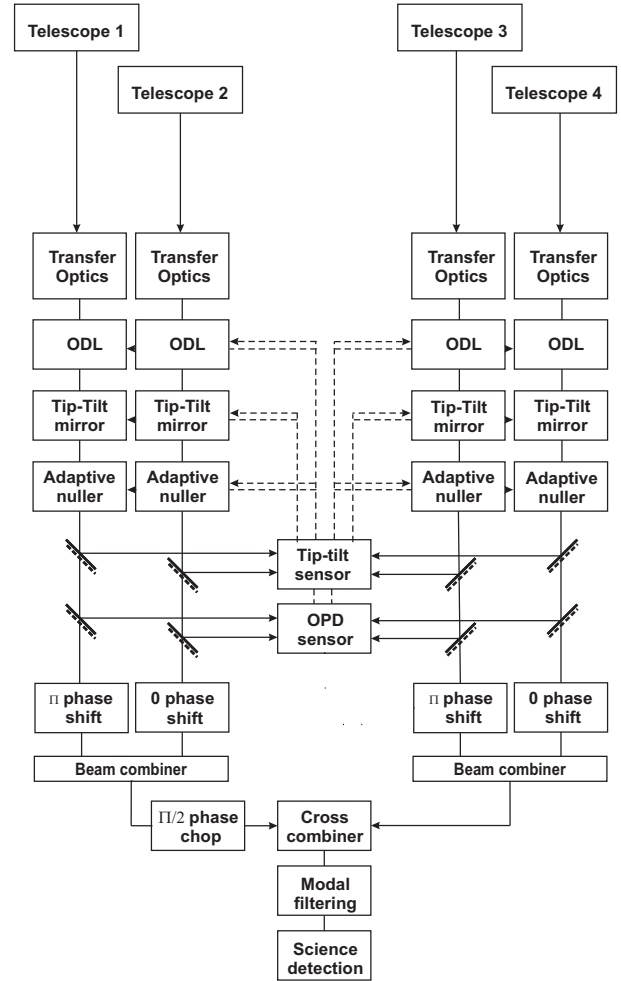 Telescope 1
Telescope 3
Telescope 2
Telescope 4
Transfer
Optics
Transfer
Optics
Transfer
Optics
Transfer
Optics
ODL
ODL
ODL
ODL
Tip-Tilt
mirror
Tip-Tilt
mirror
Tip-Tilt
mirror
Tip-Tilt
mirror
Adaptive
nuller
Adaptive
nuller
Adaptive
nuller
Adaptive
nuller
Tip-tilt
sensor
OPD
sensor
π phase
shift
0 phase
shift
π phase
shift
0 phase
shift
Beam combiner
Beam combiner
Π/2 phase
chop
Cross
combiner
Modal
filtering
Science
detection